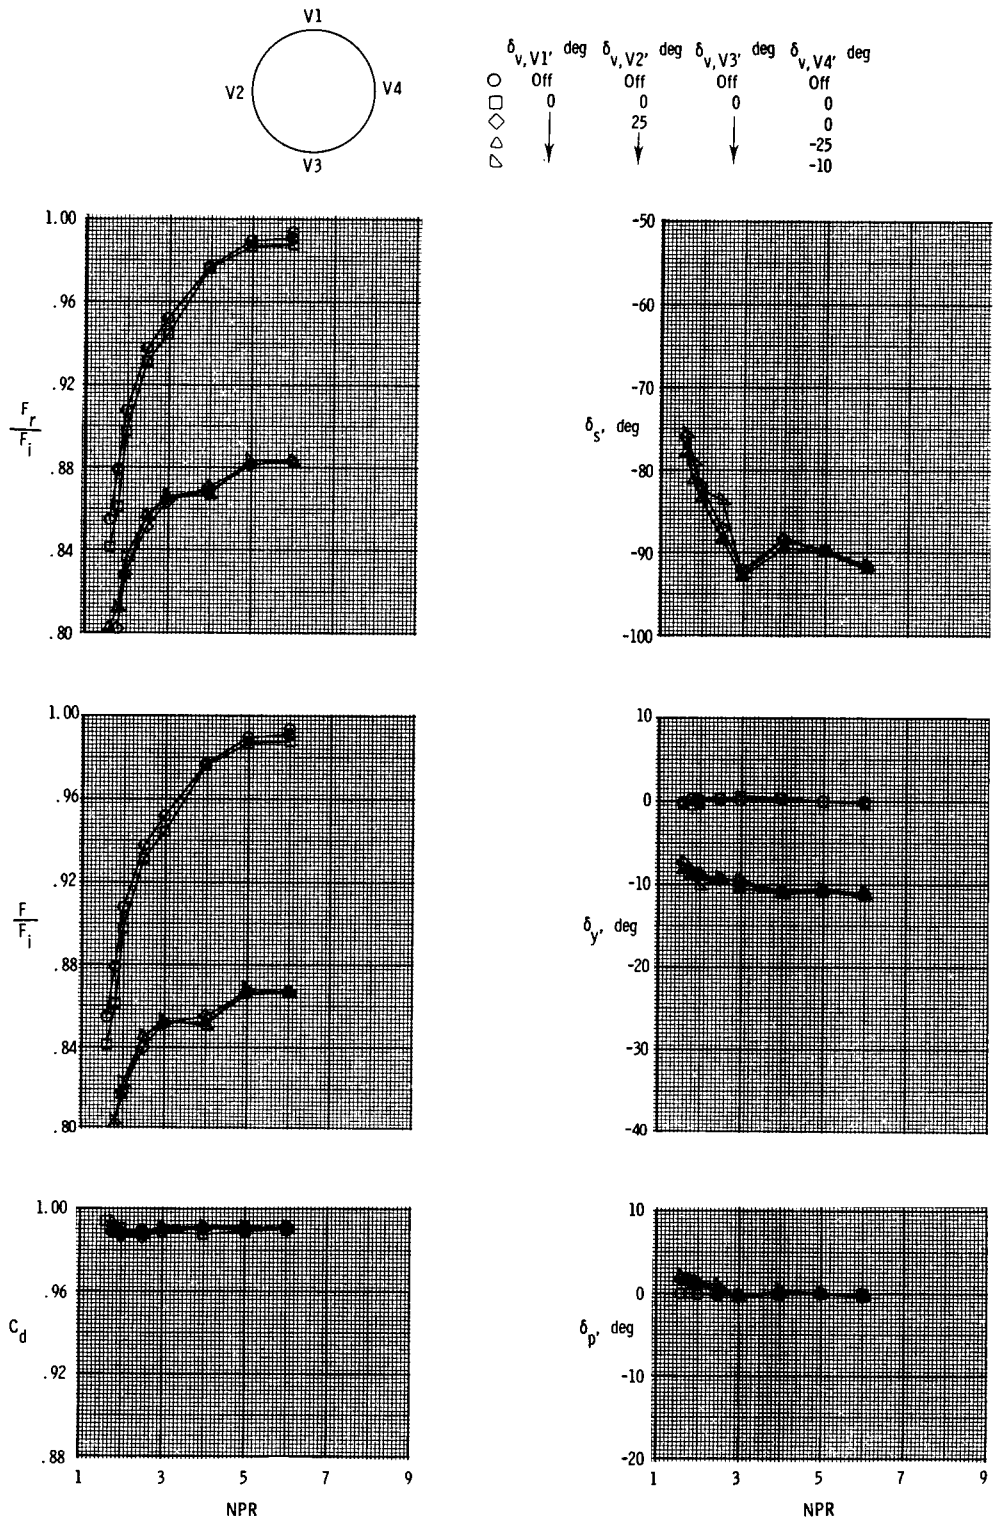 V1
V2
V4
V3
δv,V1, deg δv,V2, deg δv,V3, deg δv,V4, deg
Off Off Off Off
0 0 0 0
25 0
-25
-10
1.00
.96
.92
.88
.84
.80
Fr
Fi
-50
-60
-70
-80
-90
-100
δs, deg
1.00
.96
.92
.88
.84
.80
F
Fi
10
0
-10
-20
-30
-40
δy, deg
1.00
.96
.92
.88
Cd
1 3 5 7 9
NPR
10
0
-10
-20
δp, deg
1 3 5 7 9
NPR